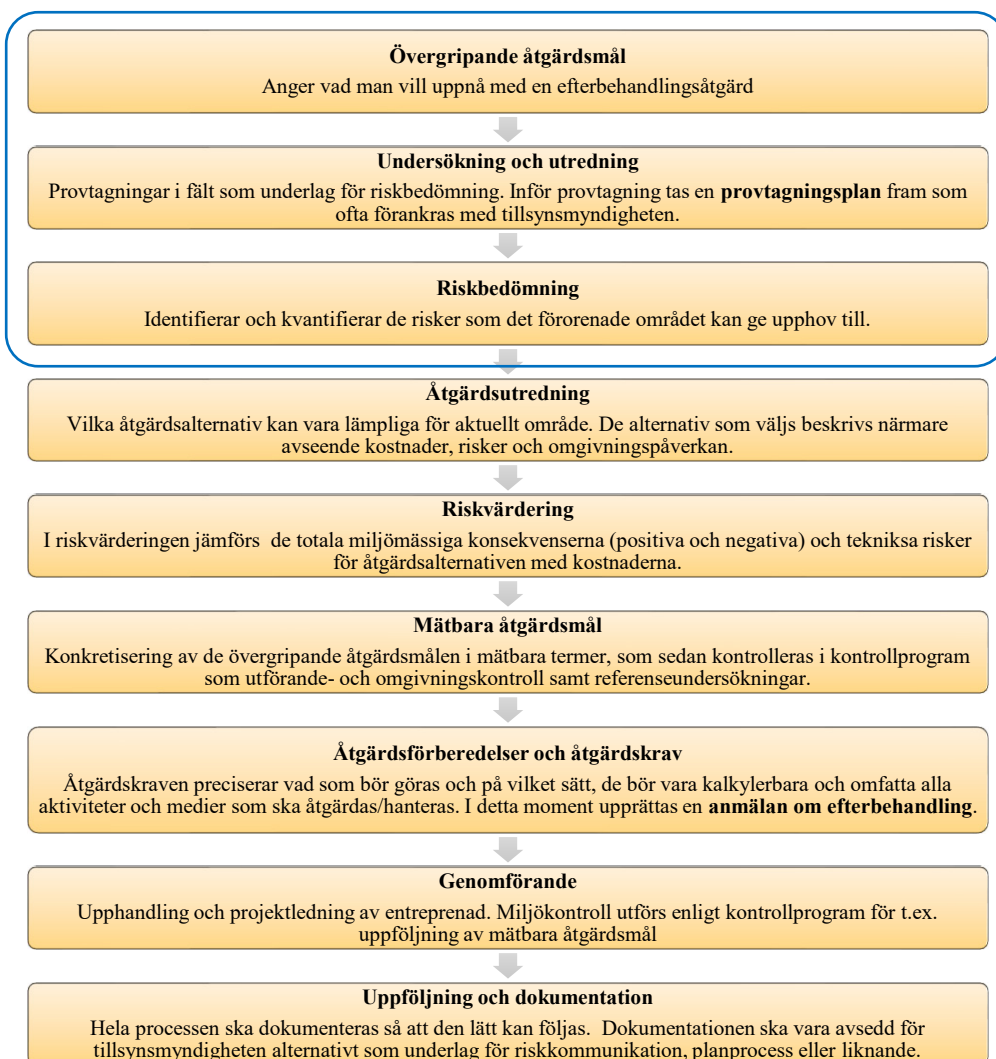 Övergripande åtgärdsmål
Anger vad man vill uppnå med en efterbehandlingsåtgärd
Undersökning och utredning
Provtagningar i fält som underlag för riskbedömning. Inför provtagning tas en provtagningsplan fram som
ofta förankras med tillsynsmyndigheten.
Riskbedömning
Identifierar och kvantifierar de risker som det förorenade området kan ge upphov till.
Åtgärdsutredning
Vilka åtgärdsalternativ kan vara lämpliga för aktuellt område. De alternativ som väljs beskrivs närmare
avseende kostnader, risker och omgivningspåverkan.
Riskvärdering
I riskvärderingen jämförs  de totala miljömässiga konsekvenserna (positiva och negativa) och tekniksa risker
för åtgärdsalternativen med kostnaderna.
Mätbara åtgärdsmål
Konkretisering av de övergripande åtgärdsmålen i mätbara termer, som sedan kontrolleras i kontrollprogram
som utförande- och omgivningskontroll samt referenseundersökningar.
Åtgärdsförberedelser och åtgärdskrav
Åtgärdskraven preciserar vad som bör göras och på vilket sätt, de bör vara kalkylerbara och omfatta alla
aktiviteter och medier som ska åtgärdas/hanteras. I detta moment upprättas en anmälan om efterbehandling.
Genomförande
Upphandling och projektledning av entreprenad. Miljökontroll utförs enligt kontrollprogram för t.ex.
uppföljning av mätbara åtgärdsmål
Uppföljning och dokumentation
Hela processen ska dokumenteras så att den lätt kan följas.  Dokumentationen ska vara avsedd för
tillsynsmyndigheten alternativt som underlag för riskkommunikation, planprocess eller liknande.